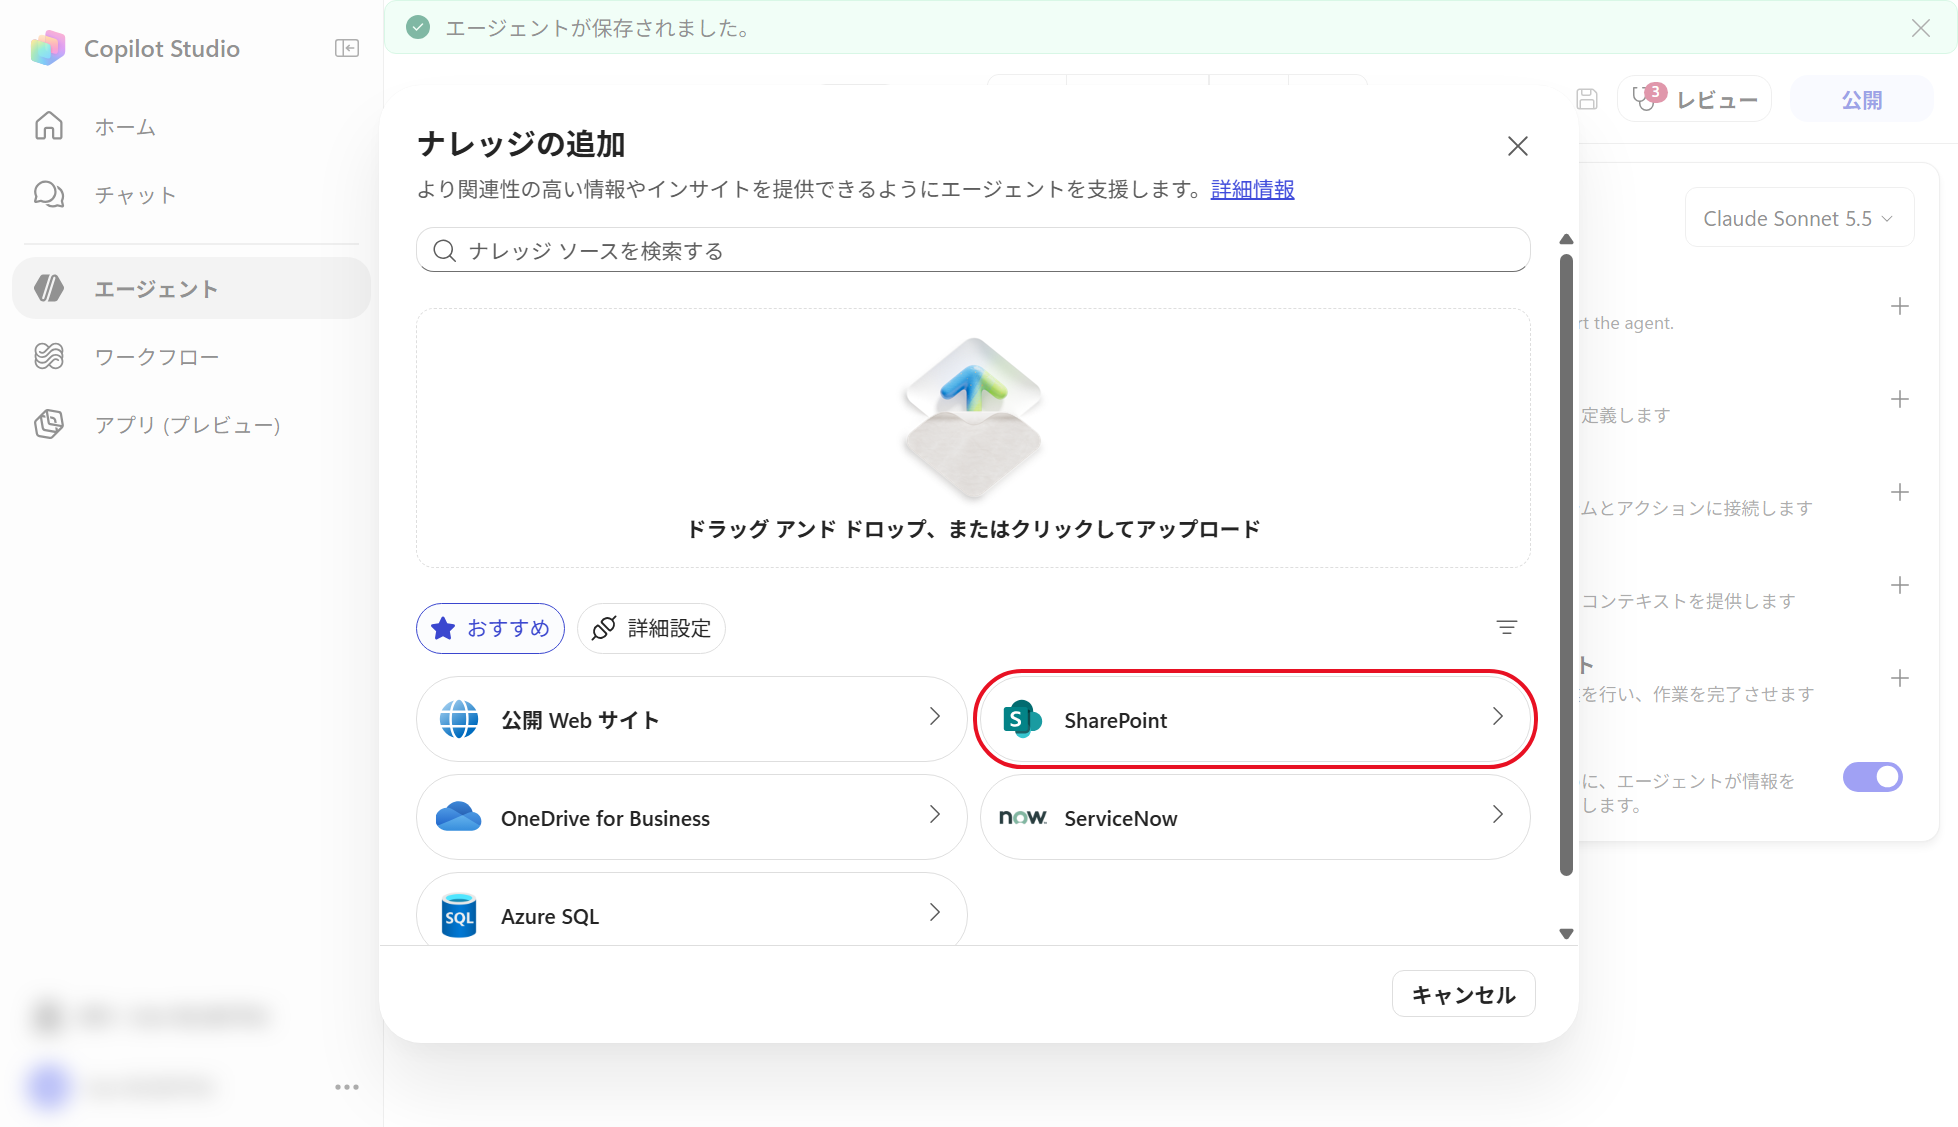 Copilot Studio
ホーム
チャット
エージェント
ワークフロー
アプリ (プレビュー)
エージェントが保存されました。
3
レビュー
公開
Claude Sonnet 5.5
ナレッジの追加
より関連性の高い情報やインサイトを提供できるようにエージェントを支援します。詳細情報
ナレッジ ソースを検索する
ドラッグ アンド ドロップ、またはクリックしてアップロード
おすすめ
詳細設定
公開 Web サイト
S
SharePoint
OneDrive for Business
now.
ServiceNow
SQL
Azure SQL
キャンセル
rt the agent.
定義します
ムとアクションに接続します
コンテキストを提供します
ト
を行い、作業を完了させます
に、エージェントが情報を
します。